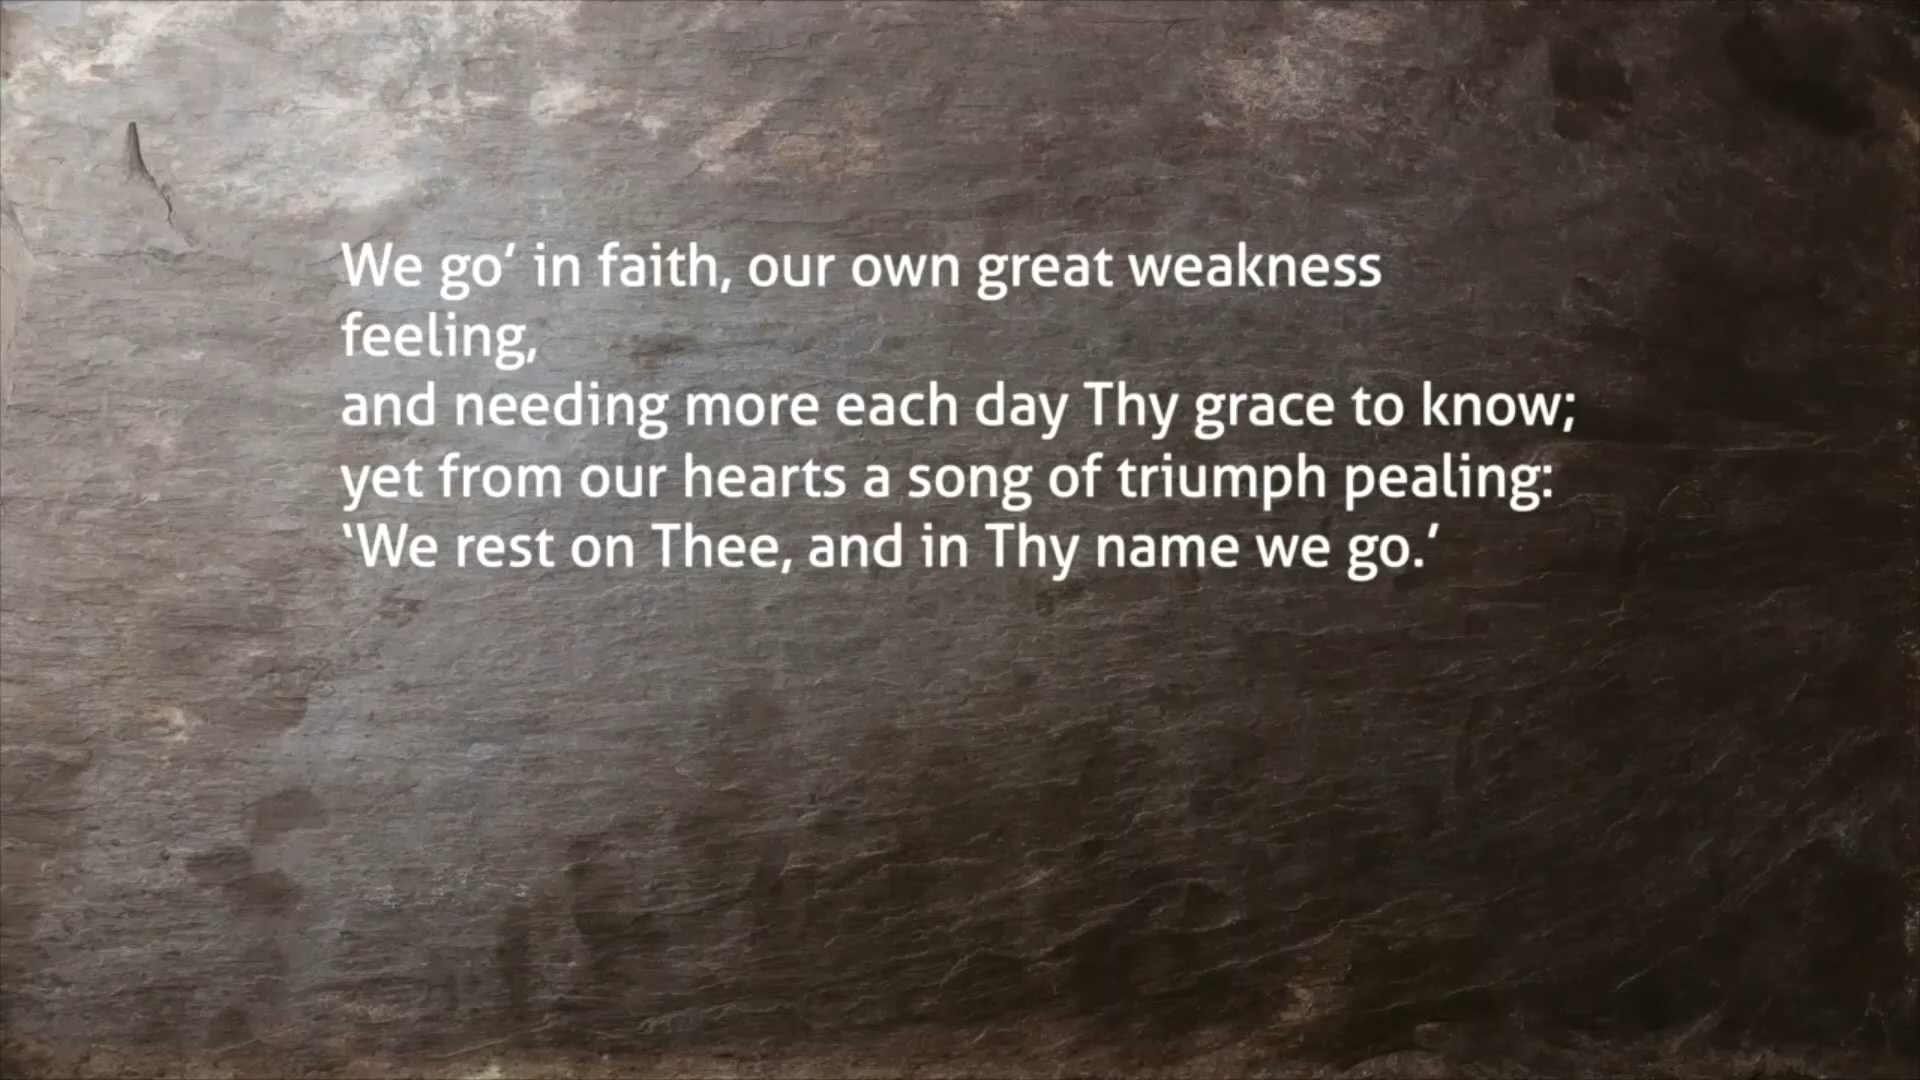 We go’ in faith, our own great weakness
feeling,
and needing more each day Thy grace to know;
yet from our hearts a song of triumph pealing:
‘We rest on Thee, and in Thy name we go.’